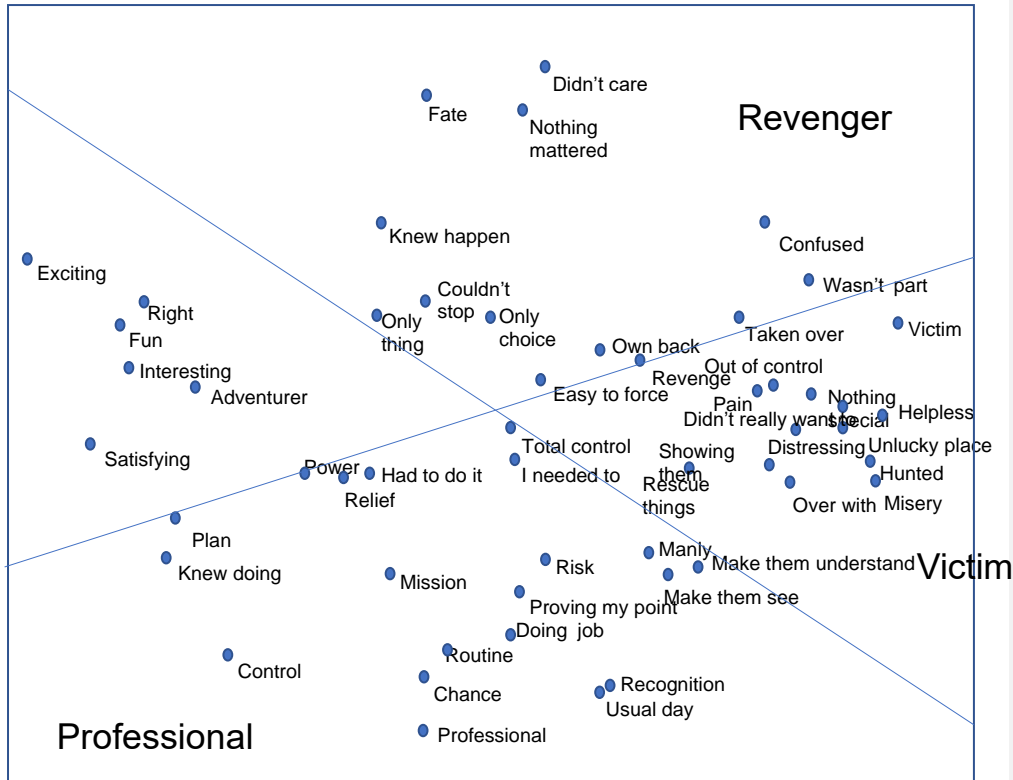 Didn't care
Fate
Revenger
Nothing
mattered
Knew happen
Confused
Exciting
Wasn't part
Couldn't
stop
Right
Only
thing
Only
choice
Fun
Taken over
Victim
Own back
Interesting
Out of control
Revenge
Easy to force
Adventurer
Pain
Nothing
special
Helpless
Didn't really want to
Total control
Distressing
Unlucky place
Satisfying
Showing
them
Power
Had to do it
I needed to
Hunted
Relief
Rescue
things
Over with
Misery
Plan
Manly
Make them understand
Victim
Knew doing
Mission
Risk
Make them see
Proving my point
Doing job
Routine
Control
Chance
Recognition
Usual day
Professional
Professional